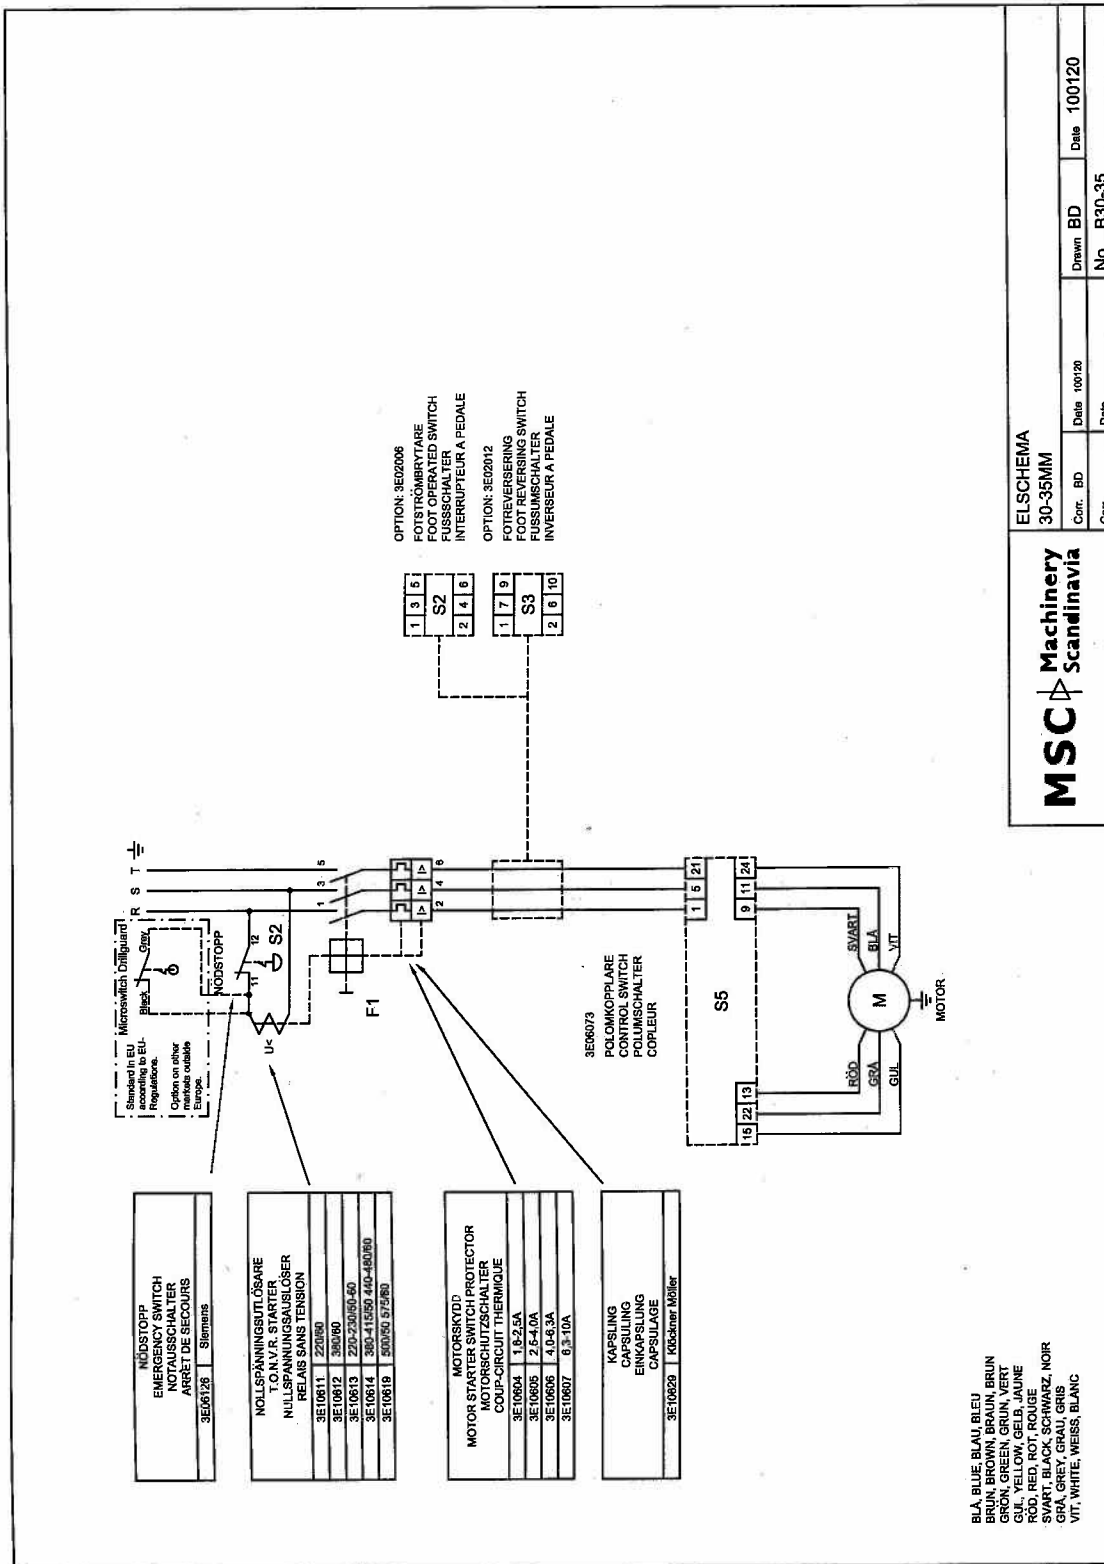 NÖDSTOPP
EMERGENCY SWITCH
NOTAUSSCHALTER
ARRÊT DE SECOURS
3E06126 Siemens
NOLLSPÄNNINGSUTLÖSARE
T.O.N.V.R. STARTER
NULLSPANNUNGSAUSLÖSER
RELAIS SANS TENSION
3E10611 220/60
3E10612 380/60
3E10613 220-230/50-60
3E10614 380-415/50 440-480/60
3E10619 500/50 575/60
MOTORSKYDD
MOTOR STARTER SWITCH PROTECTOR
MOTORSCHUTZSCHALTER
COUP-CIRCUIT THERMIQUE
3E10604 1,6-2,5A
3E10605 2,5-4,0A
3E10606 4,0-6,3A
3E10607 6,3-10A
KAPSLING
CAPSULING
EINKAPSLUNG
CAPSULAGE
3E10629 Klöckner Möller
Standard in EU
according to EU-
Regulations.
Option on other
markets outside
Europe.
Microswitch Drillguard
Black Grey
NÖDSTOPP
11 12
S2
U<
R S T
1 3 5
F1
I> I> I>
2 4 6
OPTION: 3E02006
FOTSTRÖMBRYTARE
FOOT OPERATED SWITCH
FUSSSCHALTER
INTERRUPTEUR A PEDALE
1 3 5
S2
2 4 6
OPTION: 3E02012
FOTREVERSERING
FOOT REVERSING SWITCH
FUSSUMSCHALTER
INVERSEUR A PEDALE
1 7 9
S3
2 6 10
3E06073
POLOMKOPPLARE
CONTROL SWITCH
POLUMSCHALTER
COPLEUR
1 5 21
S5
15 22 13
9 11 24
RÖD
GRÅ
GUL
SVART
BLÅ
VIT
M
MOTOR
BLÅ, BLUE, BLAU, BLEU
BRUN, BROWN, BRAUN, BRUN
GRÖN, GREEN, GRUN, VERT
GUL, YELLOW, GELB, JAUNE
RÖD, RED, ROT, ROUGE
SVART, BLACK, SCHWARZ, NOIR
GRÅ, GREY, GRAU, GRIS
VIT, WHITE, WEISS, BLANC
MSC Machinery
Scandinavia
ELSCHEMA
30-35MM
Corr. BD Date 100120 Drawn BD Date 100120
Corr. Date No B30-35